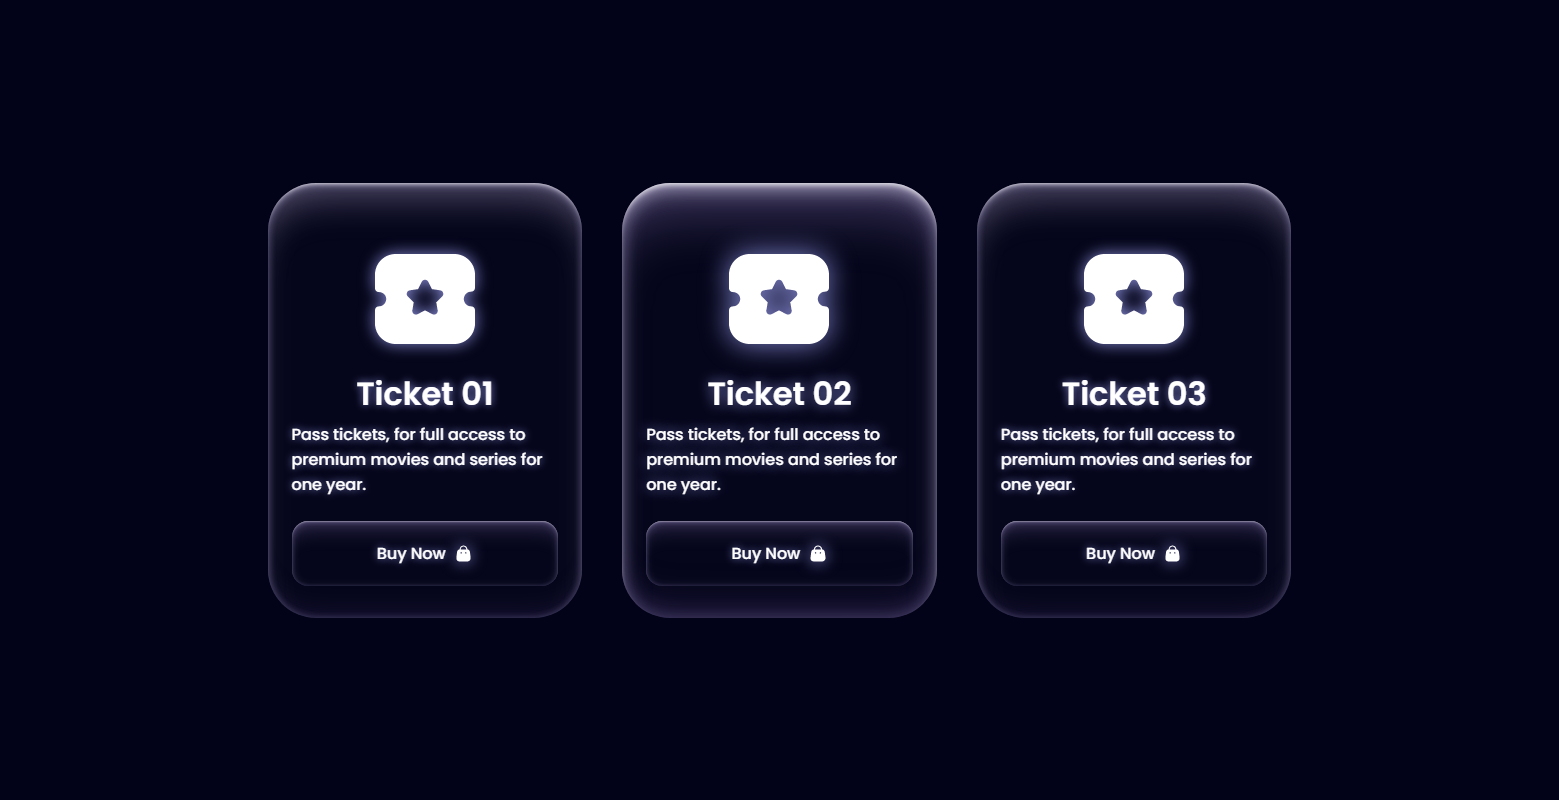 Ticket 01
Pass tickets, for full access to
premium movies and series for
one year.
Buy Now
Ticket 02
Pass tickets, for full access to
premium movies and series for
one year.
Buy Now
Ticket 03
Pass tickets, for full access to
premium movies and series for
one year.
Buy Now